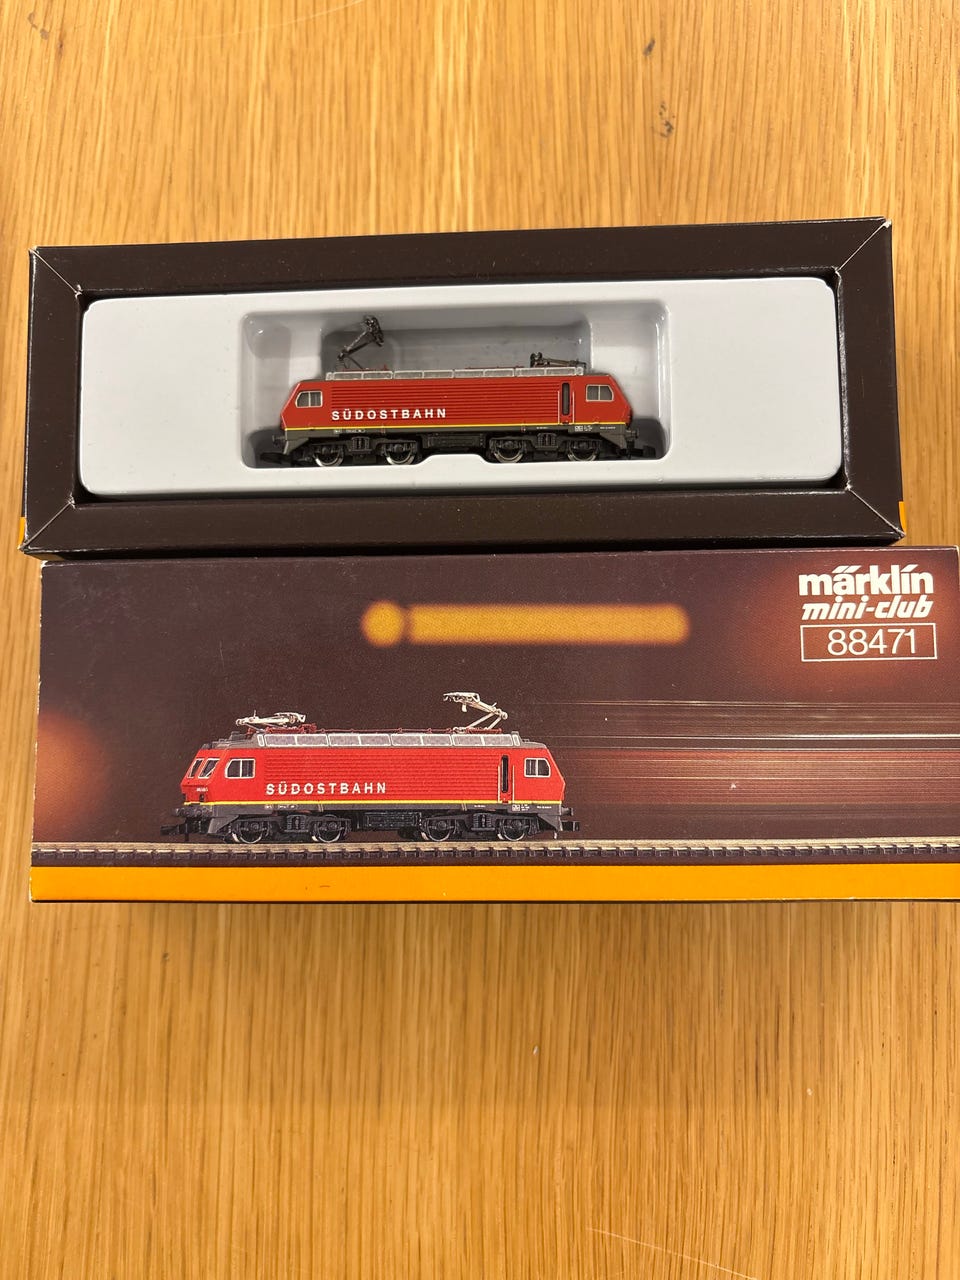 SÜDOSTBAHN
märklin
mini-club
88471
SÜDOSTBAHN